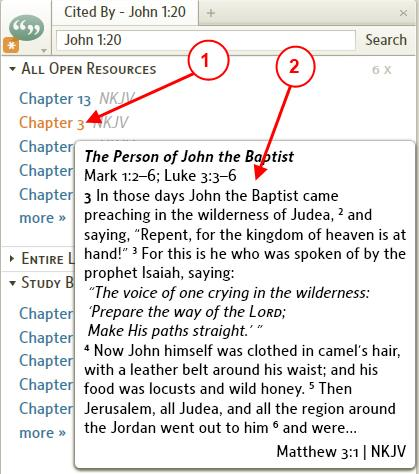 Cited By - John 1:20
John 1:20 Search
ALL OPEN RESOURCES 6 X
Chapter 13 NKJV
Chapter 3 NKJV
Chapter
Chapter
Chapter
more »
ENTIRE L
STUDY B
Chapter
Chapter
Chapter
Chapter
Chapter
more »
1
2
The Person of John the Baptist
Mark 1:2–6; Luke 3:3–6
3 In those days John the Baptist came
preaching in the wilderness of Judea, 2 and
saying, “Repent, for the kingdom of heaven is at
hand!” 3 For this is he who was spoken of by the
prophet Isaiah, saying:
“The voice of one crying in the wilderness:
‘Prepare the way of the LORD;
Make His paths straight.’ ”
4 Now John himself was clothed in camel’s hair,
with a leather belt around his waist; and his
food was locusts and wild honey. 5 Then
Jerusalem, all Judea, and all the region around
the Jordan went out to him 6 and were...
Matthew 3:1 | NKJV